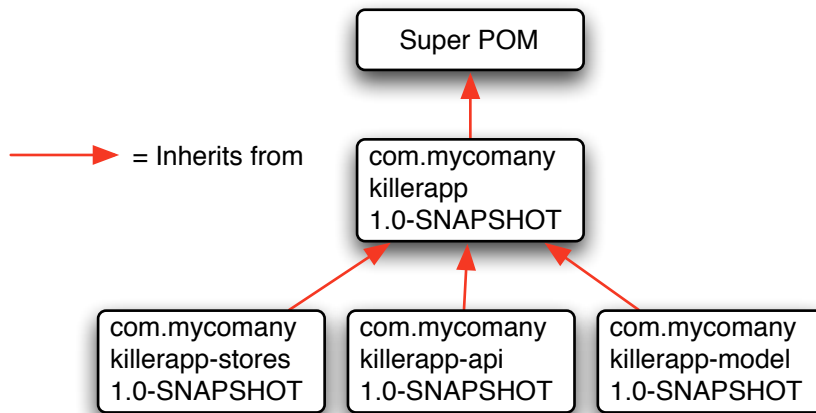 Super POM
= Inherits from
com.mycomany
killerapp
1.0-SNAPSHOT
com.mycomany
killerapp-stores
1.0-SNAPSHOT
com.mycomany
killerapp-api
1.0-SNAPSHOT
com.mycomany
killerapp-model
1.0-SNAPSHOT